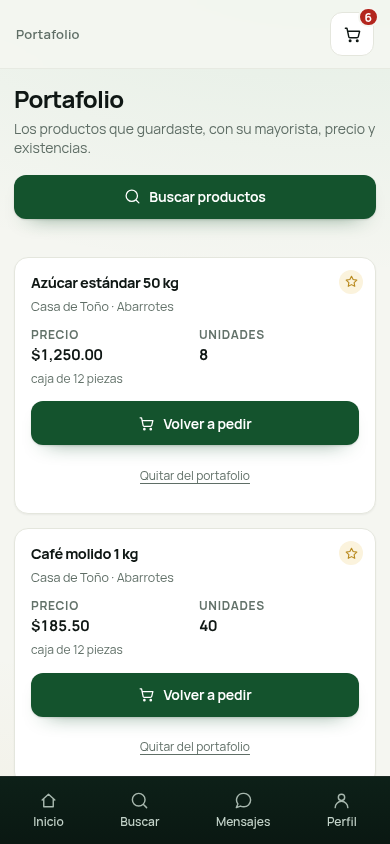 Portafolio
6
Portafolio
Los productos que guardaste, con su mayorista, precio y
existencias.
Buscar productos
Azúcar estándar 50 kg
Casa de Toño · Abarrotes
PRECIO
UNIDADES
$1,250.00
8
caja de 12 piezas
Volver a pedir
Quitar del portafolio
Café molido 1 kg
Casa de Toño · Abarrotes
PRECIO
UNIDADES
$185.50
40
caja de 12 piezas
Volver a pedir
Quitar del portafolio
Inicio
Buscar
Mensajes
Perfil